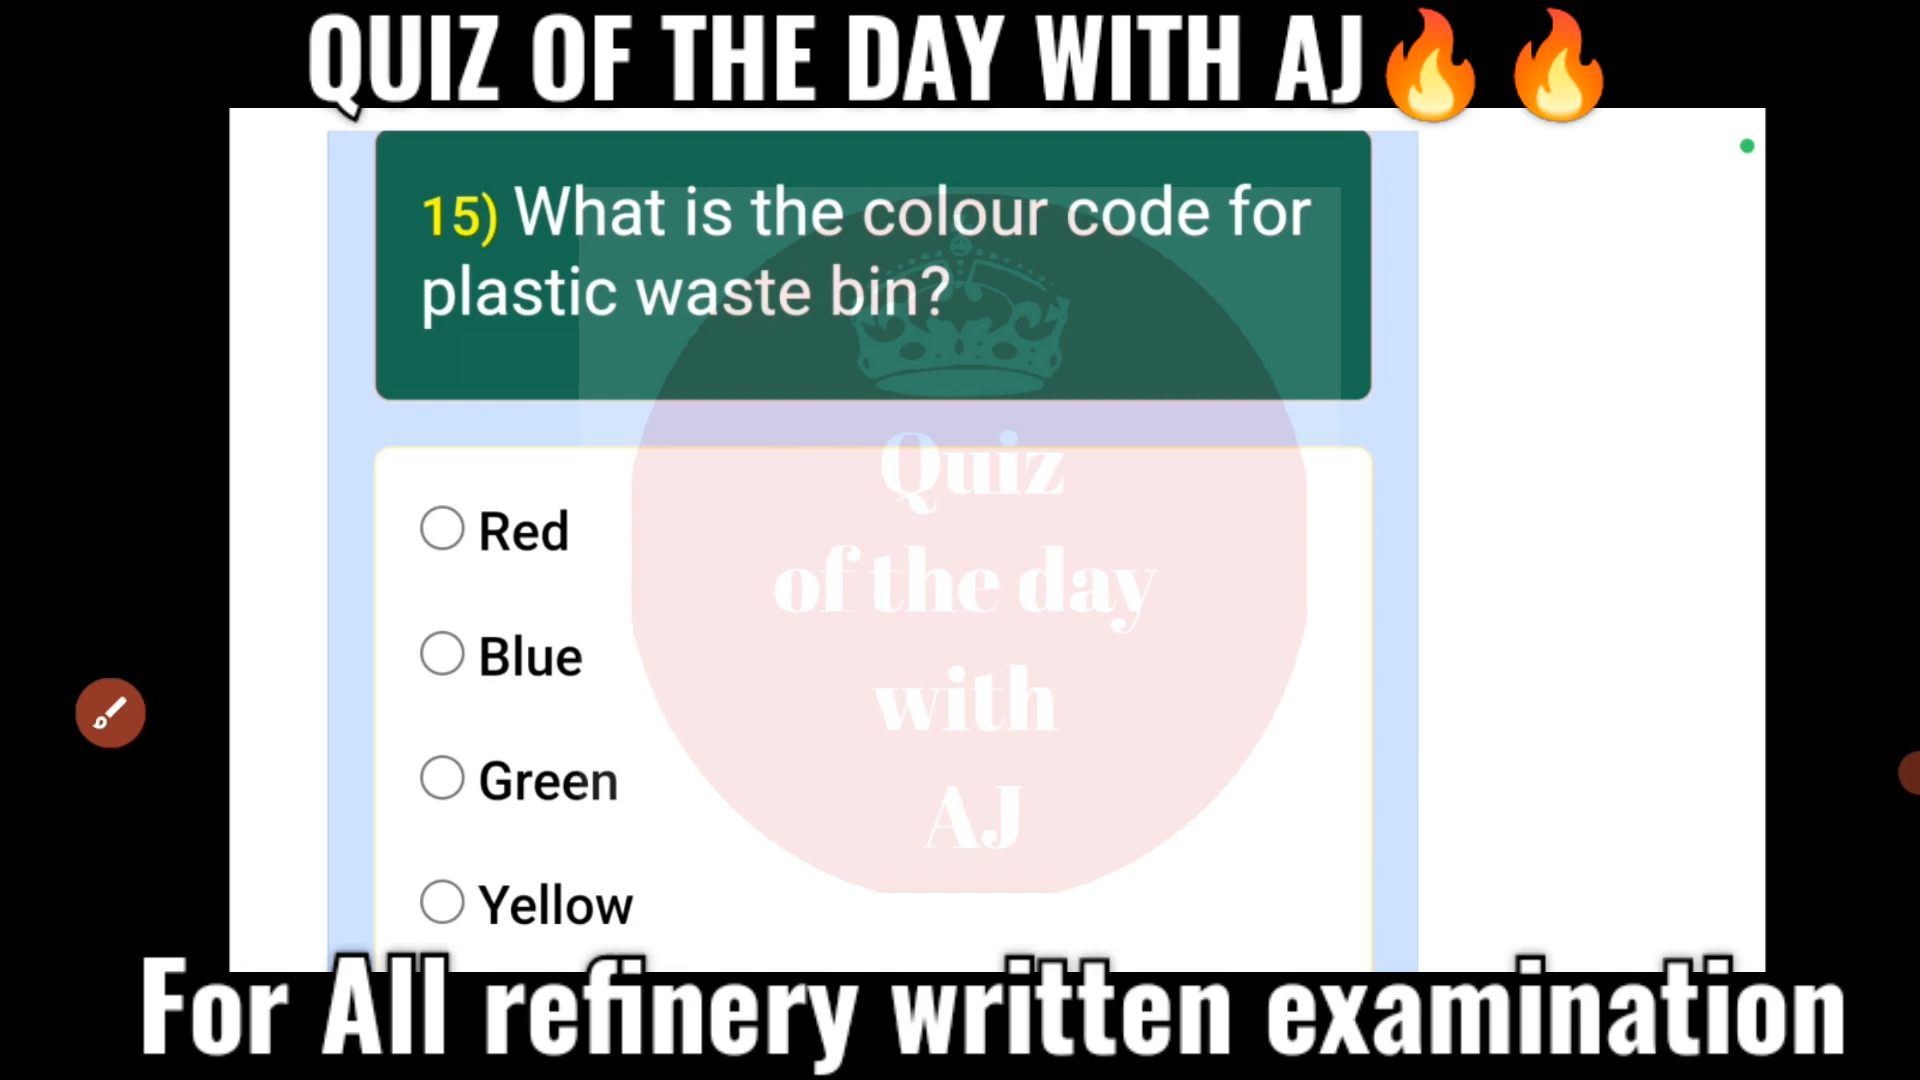 QUIZ OF THE DAY WITH AJ🔥 🔥
15) What is the colour code for
plastic waste bin?
Quiz
of the day
with
AJ
Red
Blue
Green
Yellow
For All refinery written examination